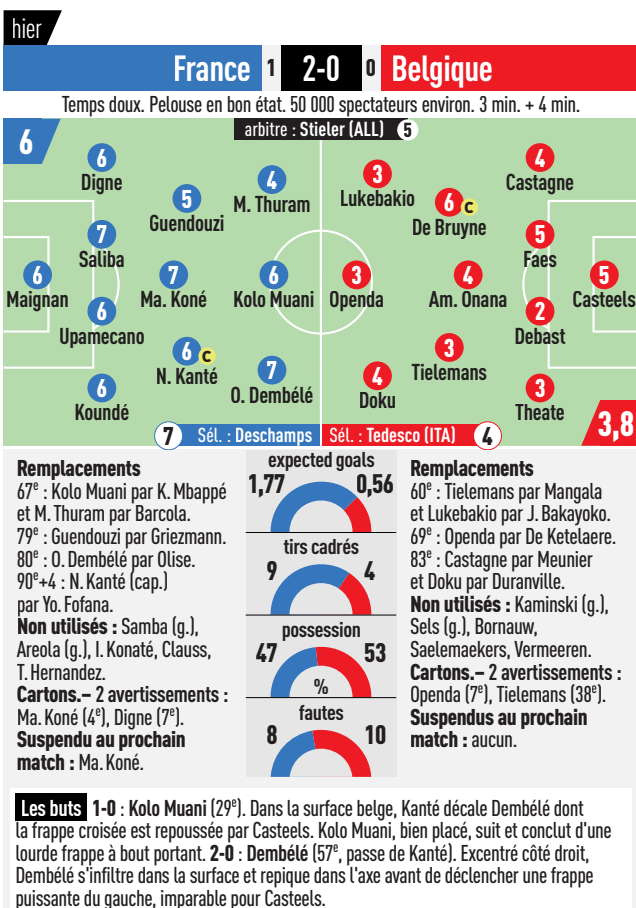 hier
France 1 2-0 0 Belgique
Temps doux. Pelouse en bon état. 50 000 spectateurs environ. 3 min. + 4 min.
arbitre : Stieler (ALL) 5
6
6
Digne
5
Guendouzi
4
M. Thuram
7
Saliba
6
Maignan
7
Ma. Koné
6
Kolo Muani
6
Upamecano
6 C
N. Kanté
7
O. Dembélé
6
Koundé
3
Lukebakio
6 C
De Bruyne
4
Castagne
5
Faes
3
Openda
4
Am. Onana
5
Casteels
2
Debast
3
Tielemans
4
Doku
3
Theate
3,8
7 Sél. : Deschamps
Sél. : Tedesco (ITA) 4
Remplacements
67e : Kolo Muani par K. Mbappé
et M. Thuram par Barcola.
79e : Guendouzi par Griezmann.
80e : O. Dembélé par Olise.
90e+4 : N. Kanté (cap.)
par Yo. Fofana.
Non utilisés : Samba (g.),
Areola (g.), I. Konaté, Clauss,
T. Hernandez.
Cartons.– 2 avertissements :
Ma. Koné (4e), Digne (7e).
Suspendu au prochain
match : Ma. Koné.
expected goals
1,77 0,56
tirs cadrés
9 4
possession
47 53
%
fautes
8 10
Remplacements
60e : Tielemans par Mangala
et Lukebakio par J. Bakayoko.
69e : Openda par De Ketelaere.
83e : Castagne par Meunier
et Doku par Duranville.
Non utilisés : Kaminski (g.),
Sels (g.), Bornauw,
Saelemaekers, Vermeeren.
Cartons.– 2 avertissements :
Openda (7e), Tielemans (38e).
Suspendus au prochain
match : aucun.
Les buts 1-0 : Kolo Muani (29e). Dans la surface belge, Kanté décale Dembélé dont
la frappe croisée est repoussée par Casteels. Kolo Muani, bien placé, suit et conclut d'une
lourde frappe à bout portant. 2-0 : Dembélé (57e, passe de Kanté). Excentré côté droit,
Dembélé s'infiltre dans la surface et repique dans l'axe avant de déclencher une frappe
puissante du gauche, imparable pour Casteels.